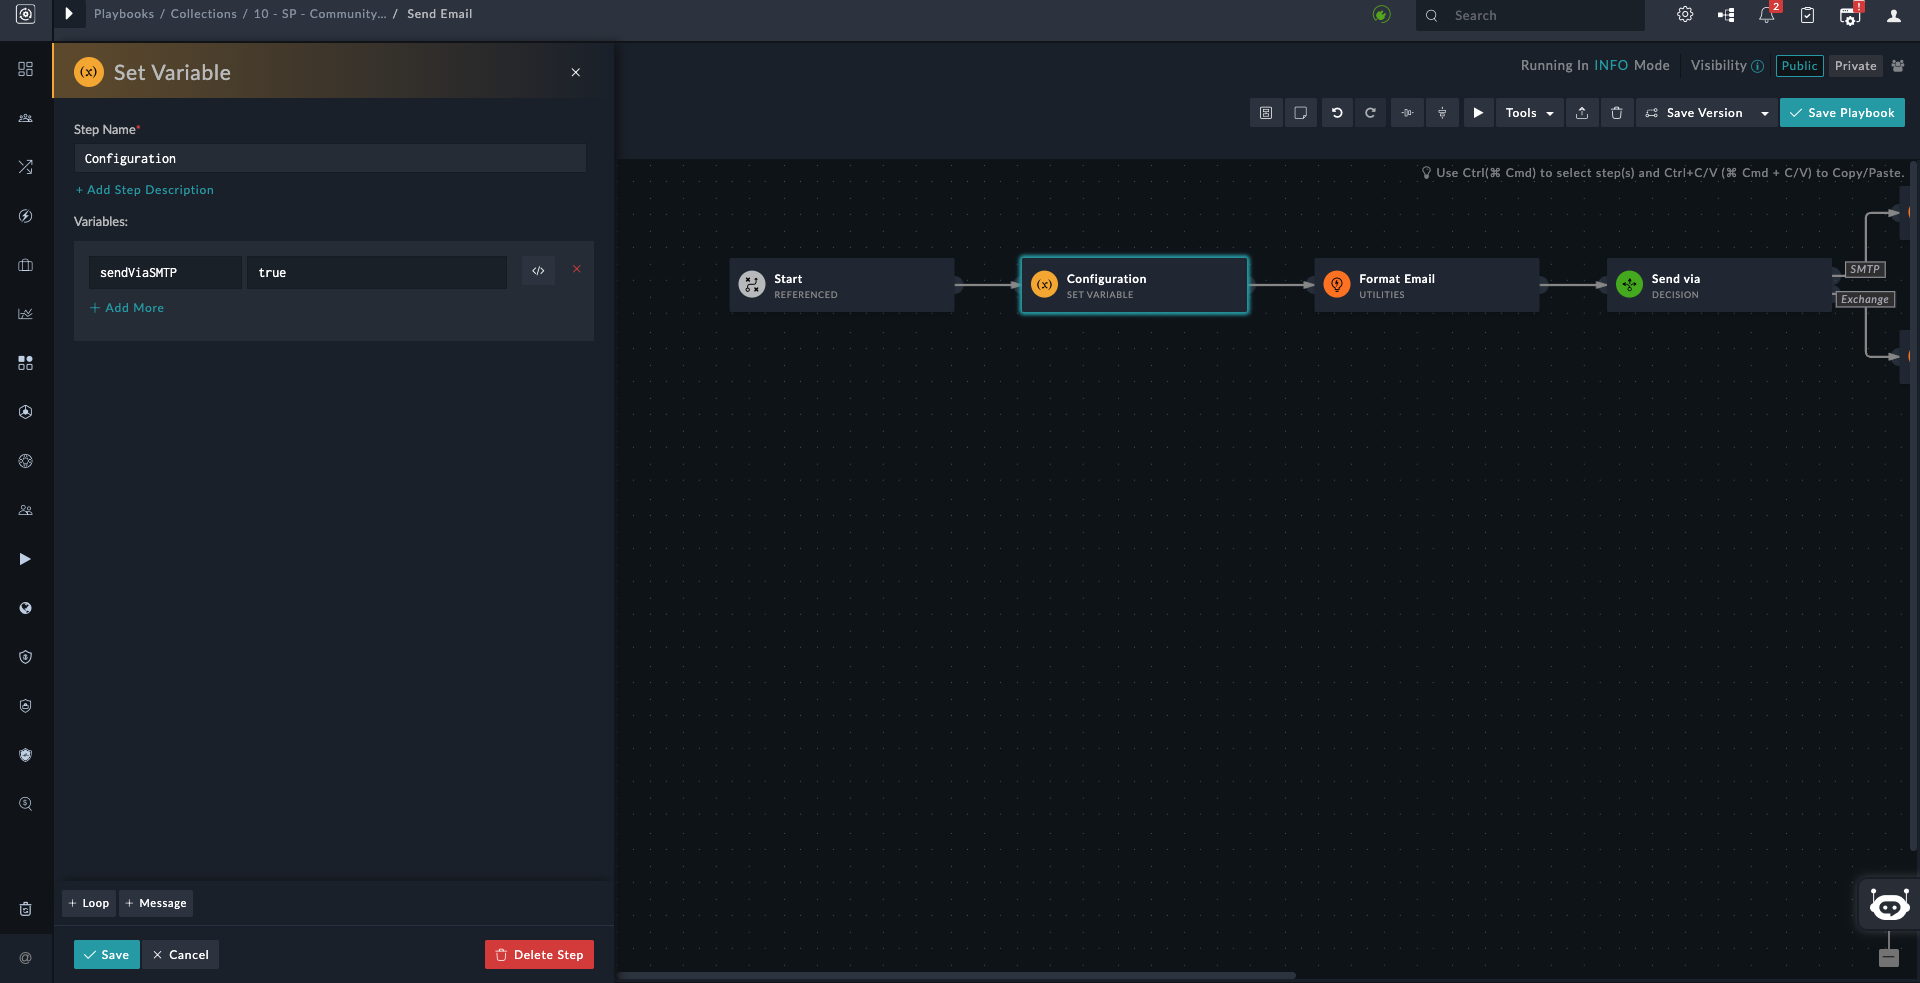 Playbooks / Collections / 10 - SP - Community... / Send Email
Search
2
!
(x) Set Variable
Running In INFO Mode
Visibility
Public
Private
Tools
Save Version
Save Playbook
Step Name*
Configuration
+ Add Step Description
Variables:
sendViaSMTP
true
</>
+ Add More
Use Ctrl(⌘ Cmd) to select step(s) and Ctrl+C/V (⌘ Cmd + C/V) to Copy/Paste.
Start
REFERENCED
(x)
Configuration
SET VARIABLE
Format Email
UTILITIES
Send via
DECISION
SMTP
Exchange
+ Loop
+ Message
Save
Cancel
Delete Step
@